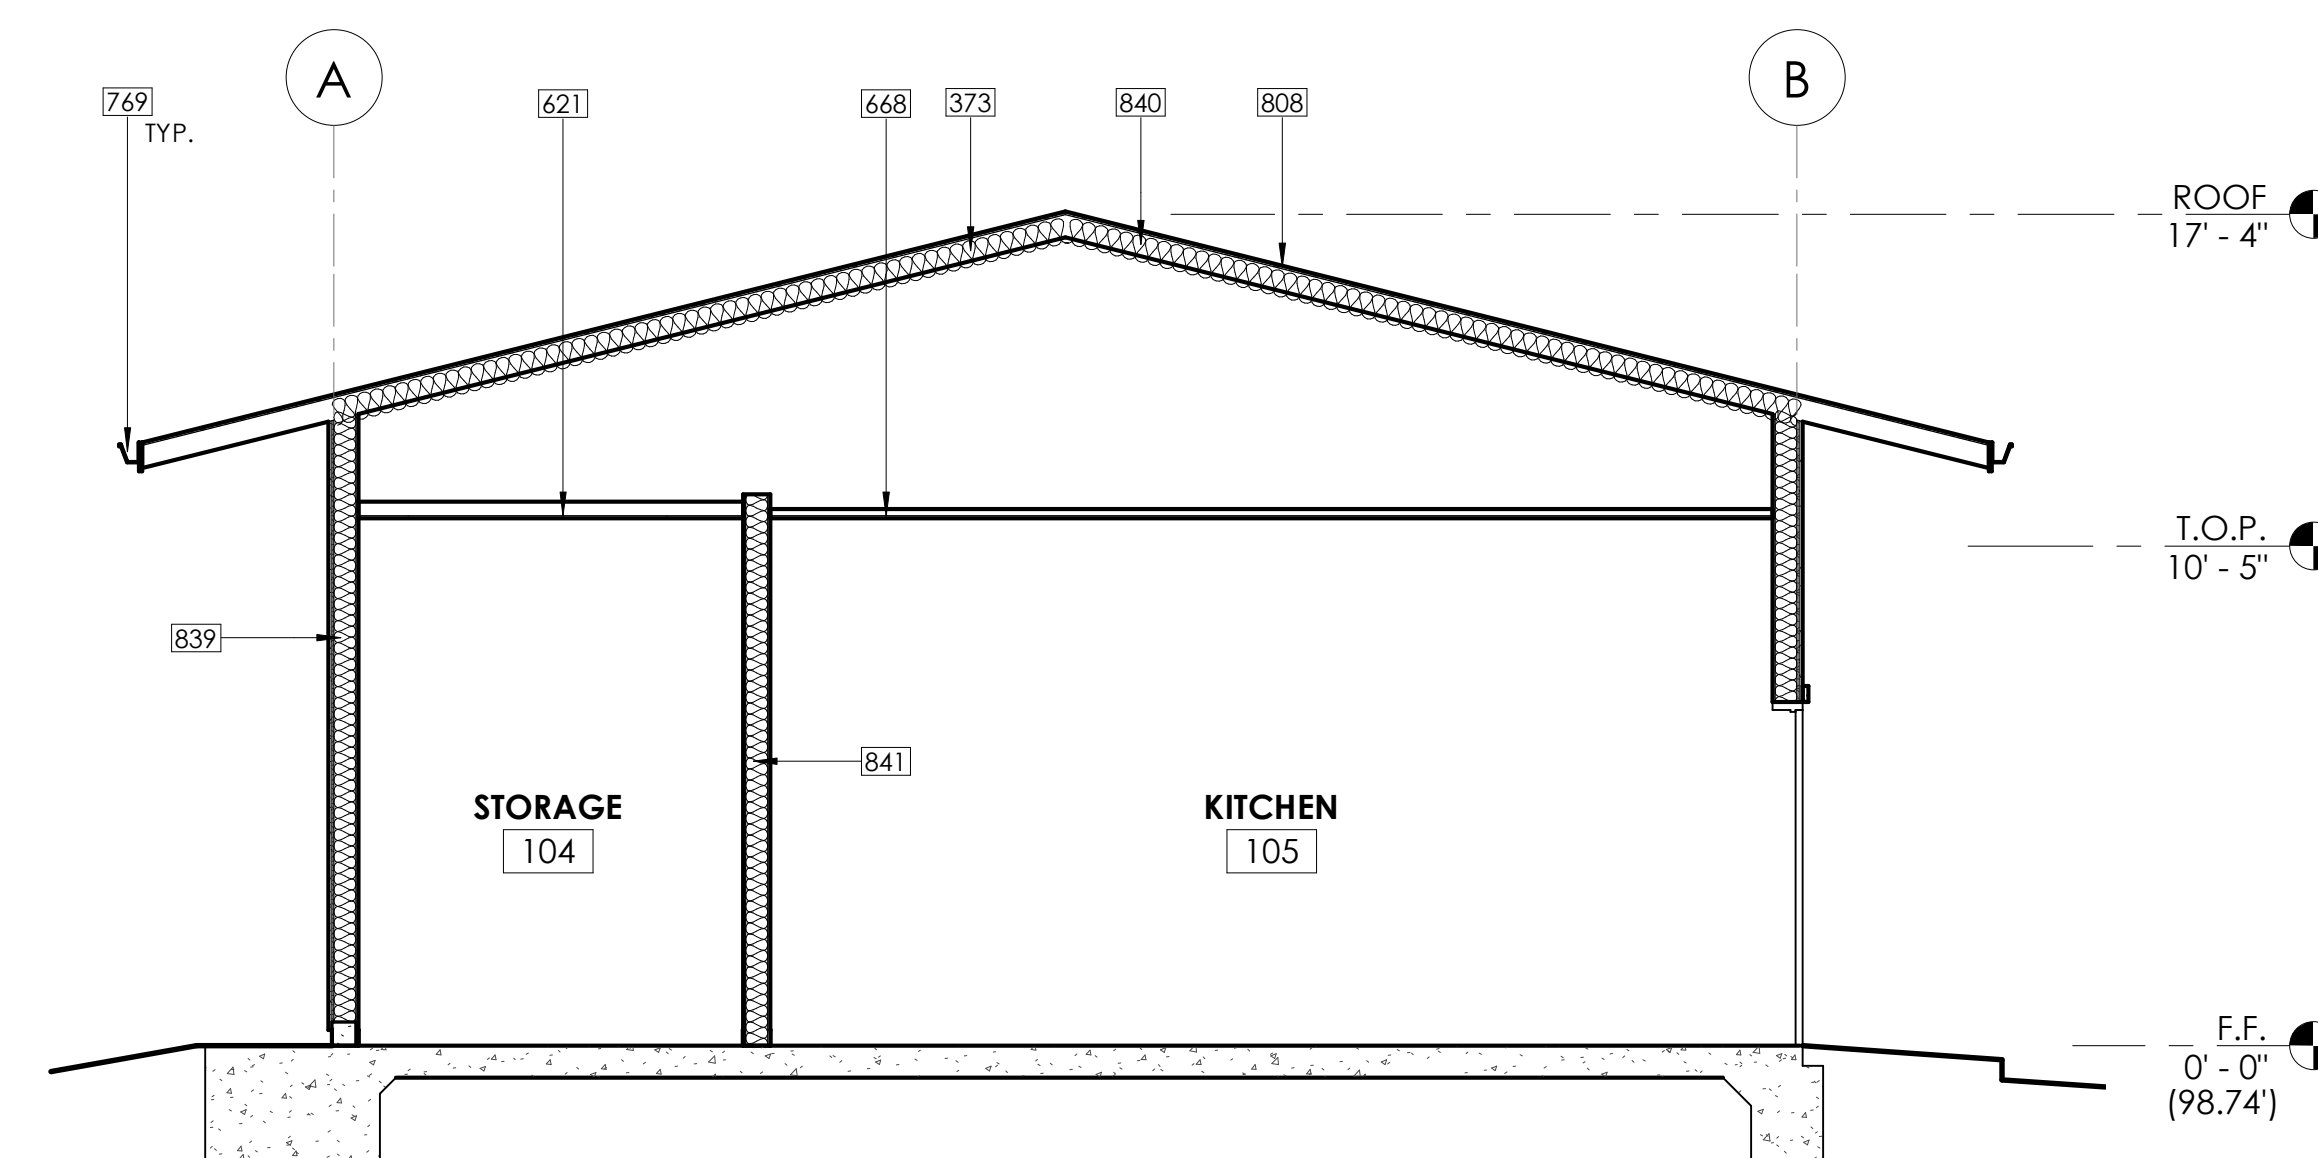 A
B
769
TYP.
621
668
373
840
808
ROOF
17' - 4"
T.O.P.
10' - 5"
839
841
STORAGE
104
KITCHEN
105
F.F.
0' - 0"
(98.74')